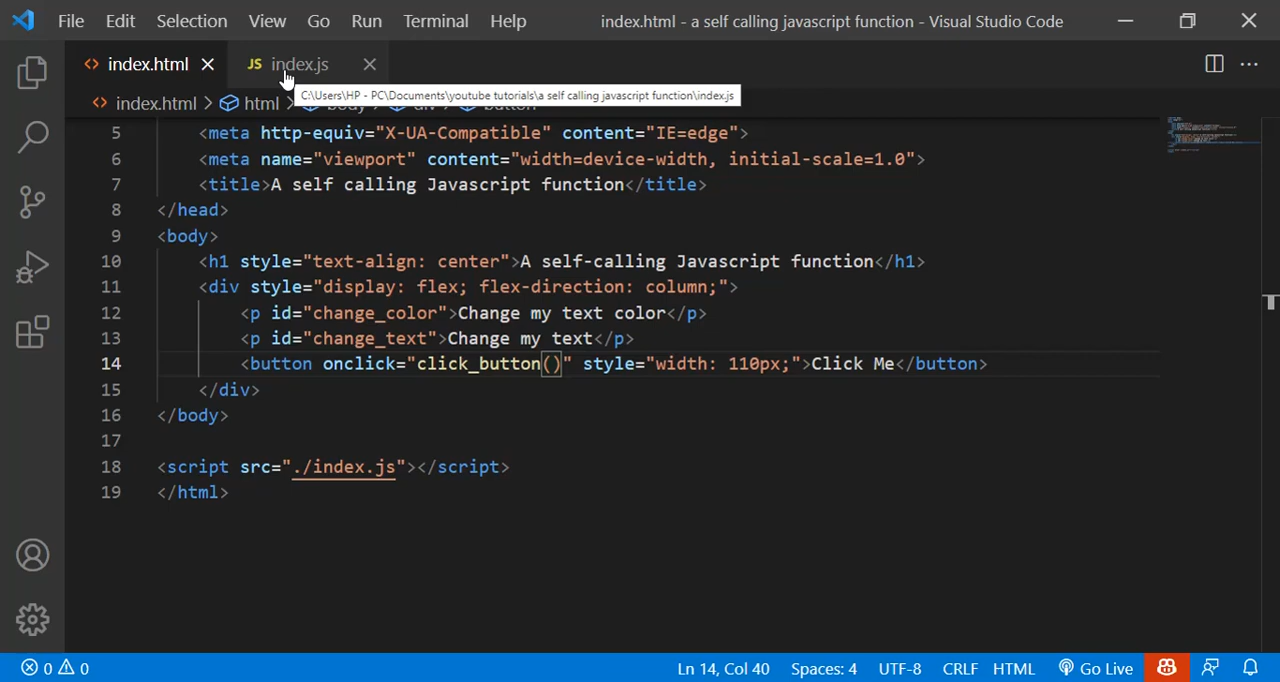 File Edit Selection View Go Run Terminal Help index.html - a self calling javascript function - Visual Studio Code
index.html JS index.js
index.html > html > C:\Users\HP - PC\Documents\youtube tutorials\a self calling javascript function\index.js
5 <meta http-equiv="X-UA-Compatible" content="IE=edge">
6 <meta name="viewport" content="width=device-width, initial-scale=1.0">
7 <title>A self calling Javascript function</title>
8 </head>
9 <body>
10 <h1 style="text-align: center">A self-calling Javascript function</h1>
11 <div style="display: flex; flex-direction: column;">
12 <p id="change_color">Change my text color</p>
13 <p id="change_text">Change my text</p>
14 <button onclick="click_button()" style="width: 110px;">Click Me</button>
15 </div>
16 </body>
17
18 <script src="./index.js"></script>
19 </html>
0 0 Ln 14, Col 40 Spaces: 4 UTF-8 CRLF HTML Go Live